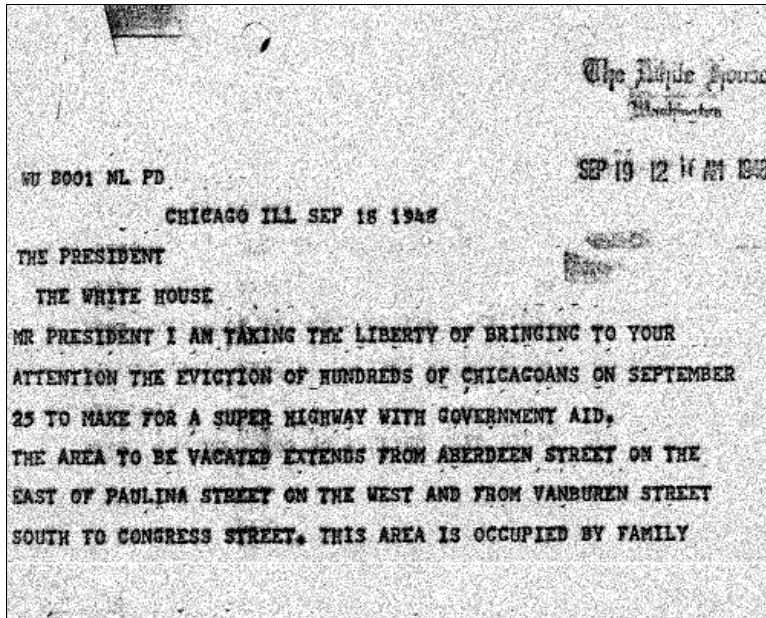 The White House
Washington
SEP 19 12 AM 1948
WU B001 NL PD
CHICAGO ILL SEP 18 1948
THE PRESIDENT
THE WHITE HOUSE
MR PRESIDENT I AM TAKING THE LIBERTY OF BRINGING TO YOUR
ATTENTION THE EVICTION OF HUNDREDS OF CHICAGOANS ON SEPTEMBER
25 TO MAKE FOR A SUPER HIGHWAY WITH GOVERNMENT AID.
THE AREA TO BE VACATED EXTENDS FROM ABERDEEN STREET ON THE
EAST OF PAULINA STREET ON THE WEST AND FROM VANBUREN STREET
SOUTH TO CONGRESS STREET. THIS AREA IS OCCUPIED BY FAMILY